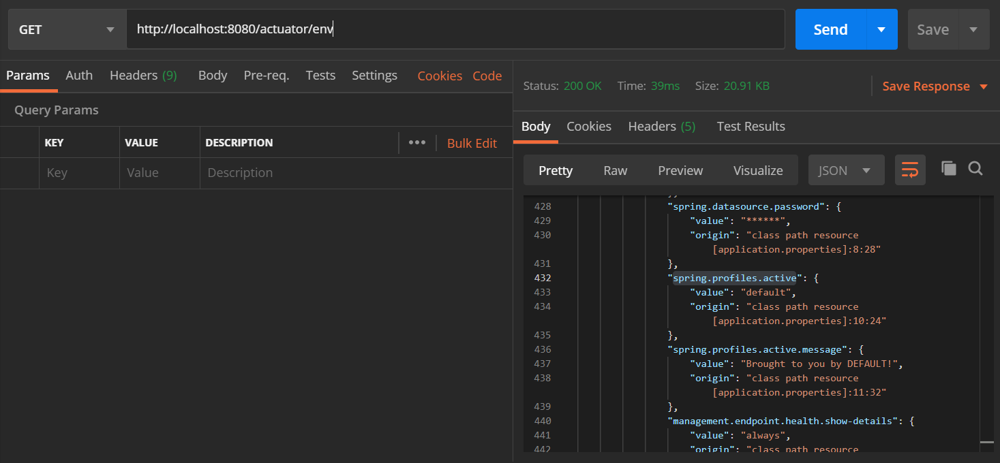 GET http://localhost:8080/actuator/env Send Save
Params Auth Headers (9) Body Pre-req. Tests Settings Cookies Code
Query Params
KEY VALUE DESCRIPTION ••• Bulk Edit
Key Value Description
Status: 200 OK Time: 39ms Size: 20.91 KB Save Response
Body Cookies Headers (5) Test Results
Pretty Raw Preview Visualize JSON
},
428 "spring.datasource.password": {
429 "value": "******",
430 "origin": "class path resource
[application.properties]:8:28"
431 },
432 "spring.profiles.active": {
433 "value": "default",
434 "origin": "class path resource
[application.properties]:10:24"
435 },
436 "spring.profiles.active.message": {
437 "value": "Brought to you by DEFAULT!",
438 "origin": "class path resource
[application.properties]:11:32"
439 },
440 "management.endpoint.health.show-details": {
441 "value": "always",
442 "origin": "class path resource